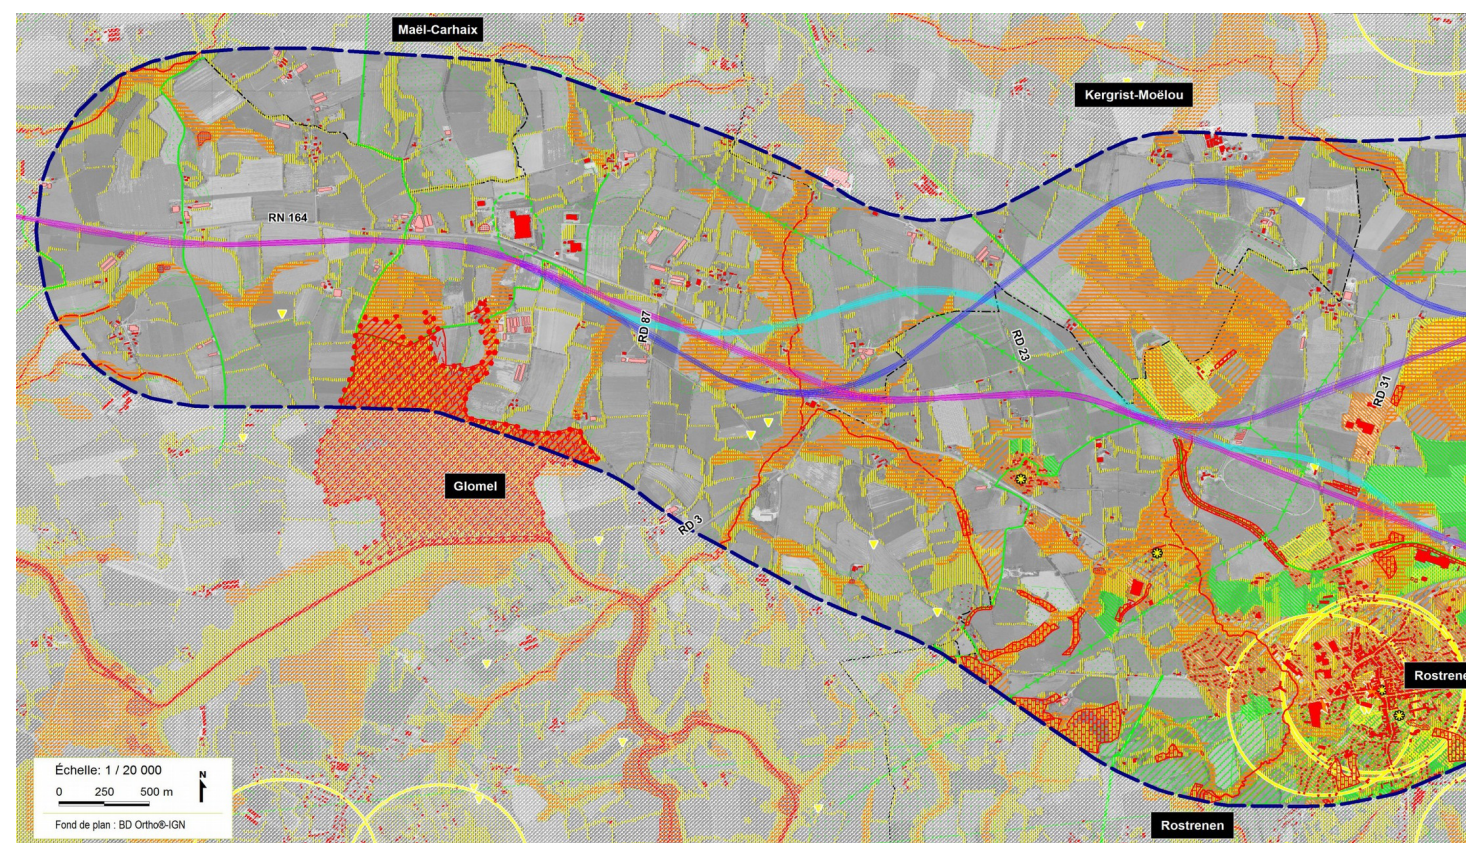 Maël-Carhaix
Kergrist-Moëlou
RN 164
RD 87
RD 23
RD 31
Glomel
RD 3
Rostrene
Échelle: 1 / 20 000
N
0 250 500 m
Fond de plan : BD Ortho®-IGN
Rostrenen